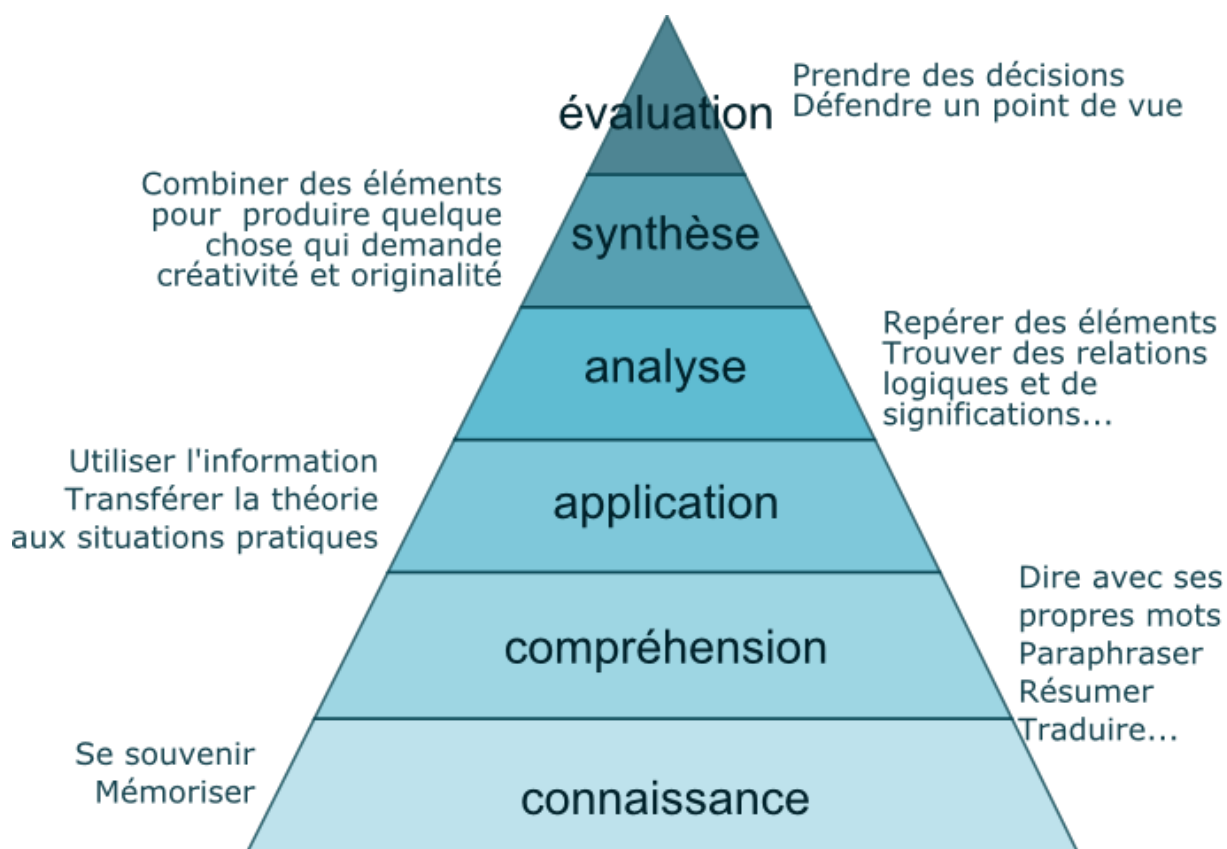 évaluation
Prendre des décisions
Défendre un point de vue
Combiner des éléments
pour produire quelque
chose qui demande
créativité et originalité
synthèse
analyse
Repérer des éléments
Trouver des relations
logiques et de
significations...
Utiliser l'information
Transférer la théorie
aux situations pratiques
application
compréhension
Dire avec ses
propres mots
Paraphraser
Résumer
Traduire...
Se souvenir
Mémoriser
connaissance